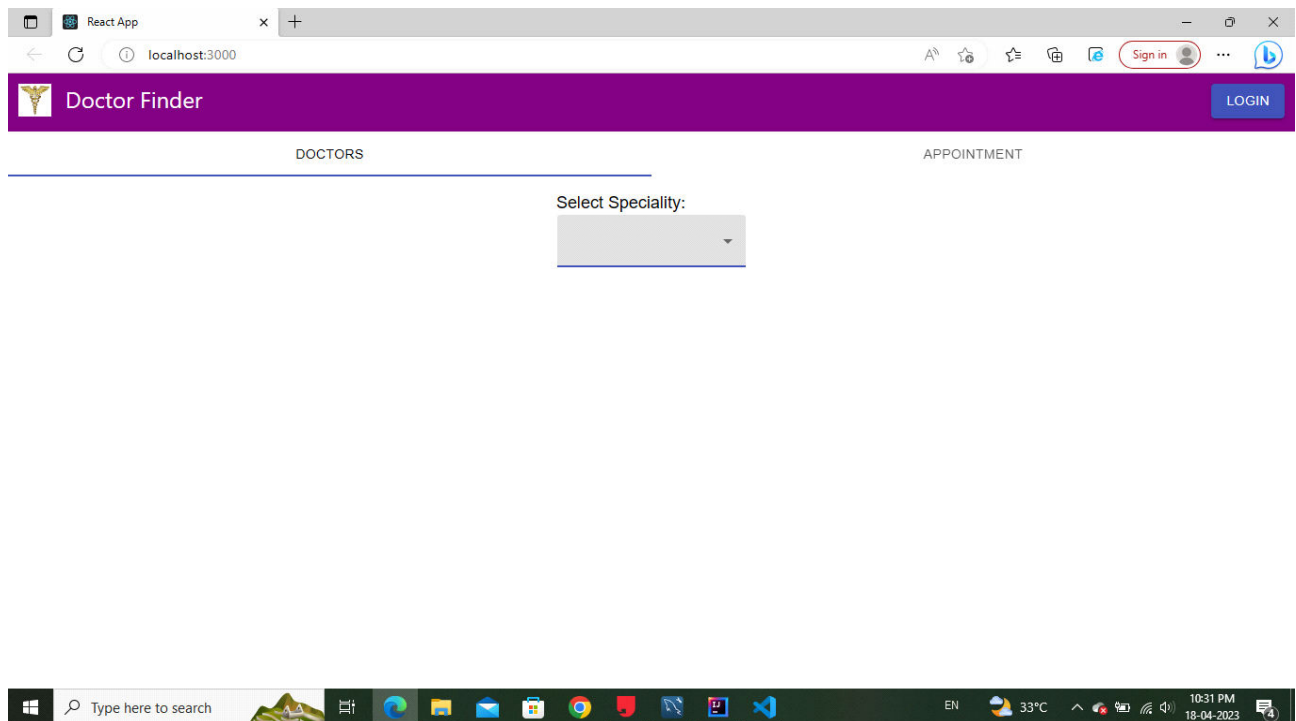 React App
localhost:3000
Sign in
Doctor Finder
LOGIN
DOCTORS
APPOINTMENT
Select Speciality:
Type here to search
EN
33°C
10:31 PM
18-04-2023
4